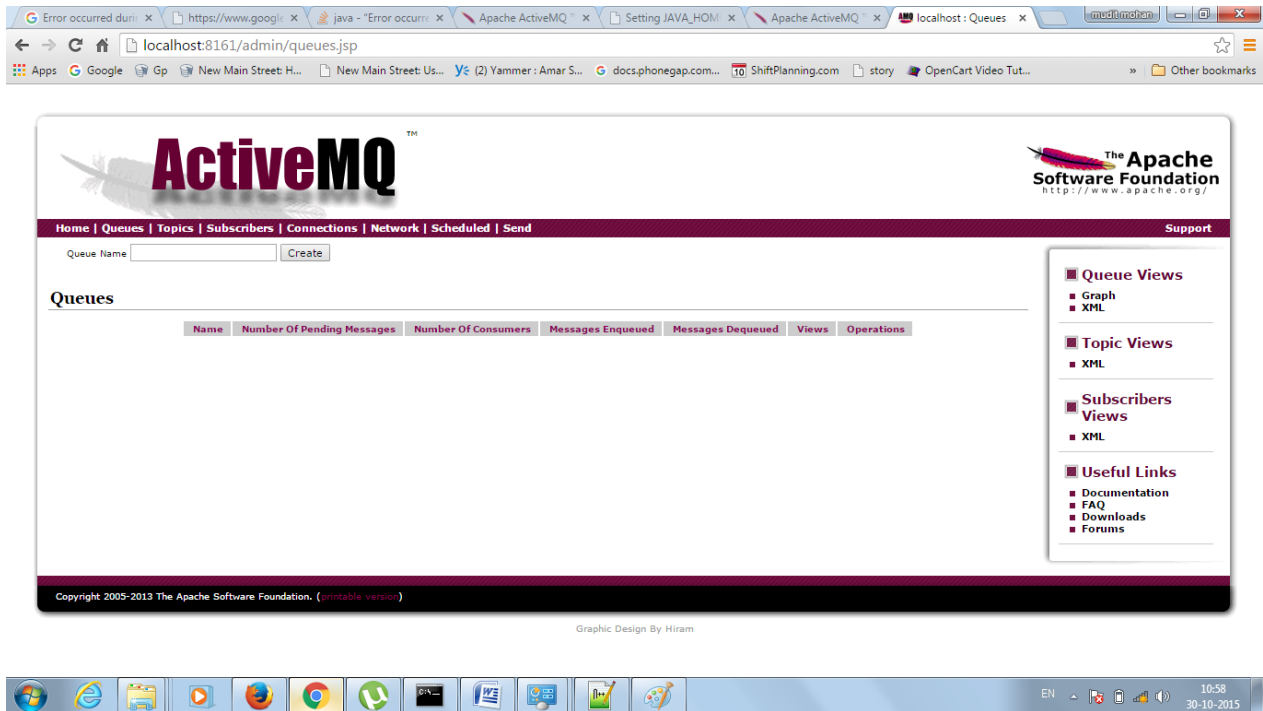 Error occurred durin
https://www.google
java - "Error occurre
Apache ActiveMQ ™
Setting JAVA_HOM
Apache ActiveMQ ™
localhost : Queues
mudit mohan
localhost:8161/admin/queues.jsp
Apps
Google
Gp
New Main Street: H...
New Main Street: Us...
(2) Yammer : Amar S...
docs.phonegap.com...
10 ShiftPlanning.com
story
OpenCart Video Tut...
»
Other bookmarks
ActiveMQ ™
The Apache
Software Foundation
http://www.apache.org/
Home | Queues | Topics | Subscribers | Connections | Network | Scheduled | Send
Support
Queue Name
Create
Queues
Name Number Of Pending Messages Number Of Consumers Messages Enqueued Messages Dequeued Views Operations
Queue Views
Graph
XML
Topic Views
XML
Subscribers
Views
XML
Useful Links
Documentation
FAQ
Downloads
Forums
Copyright 2005-2013 The Apache Software Foundation. (printable version)
Graphic Design By Hiram
EN
10:58
30-10-2015